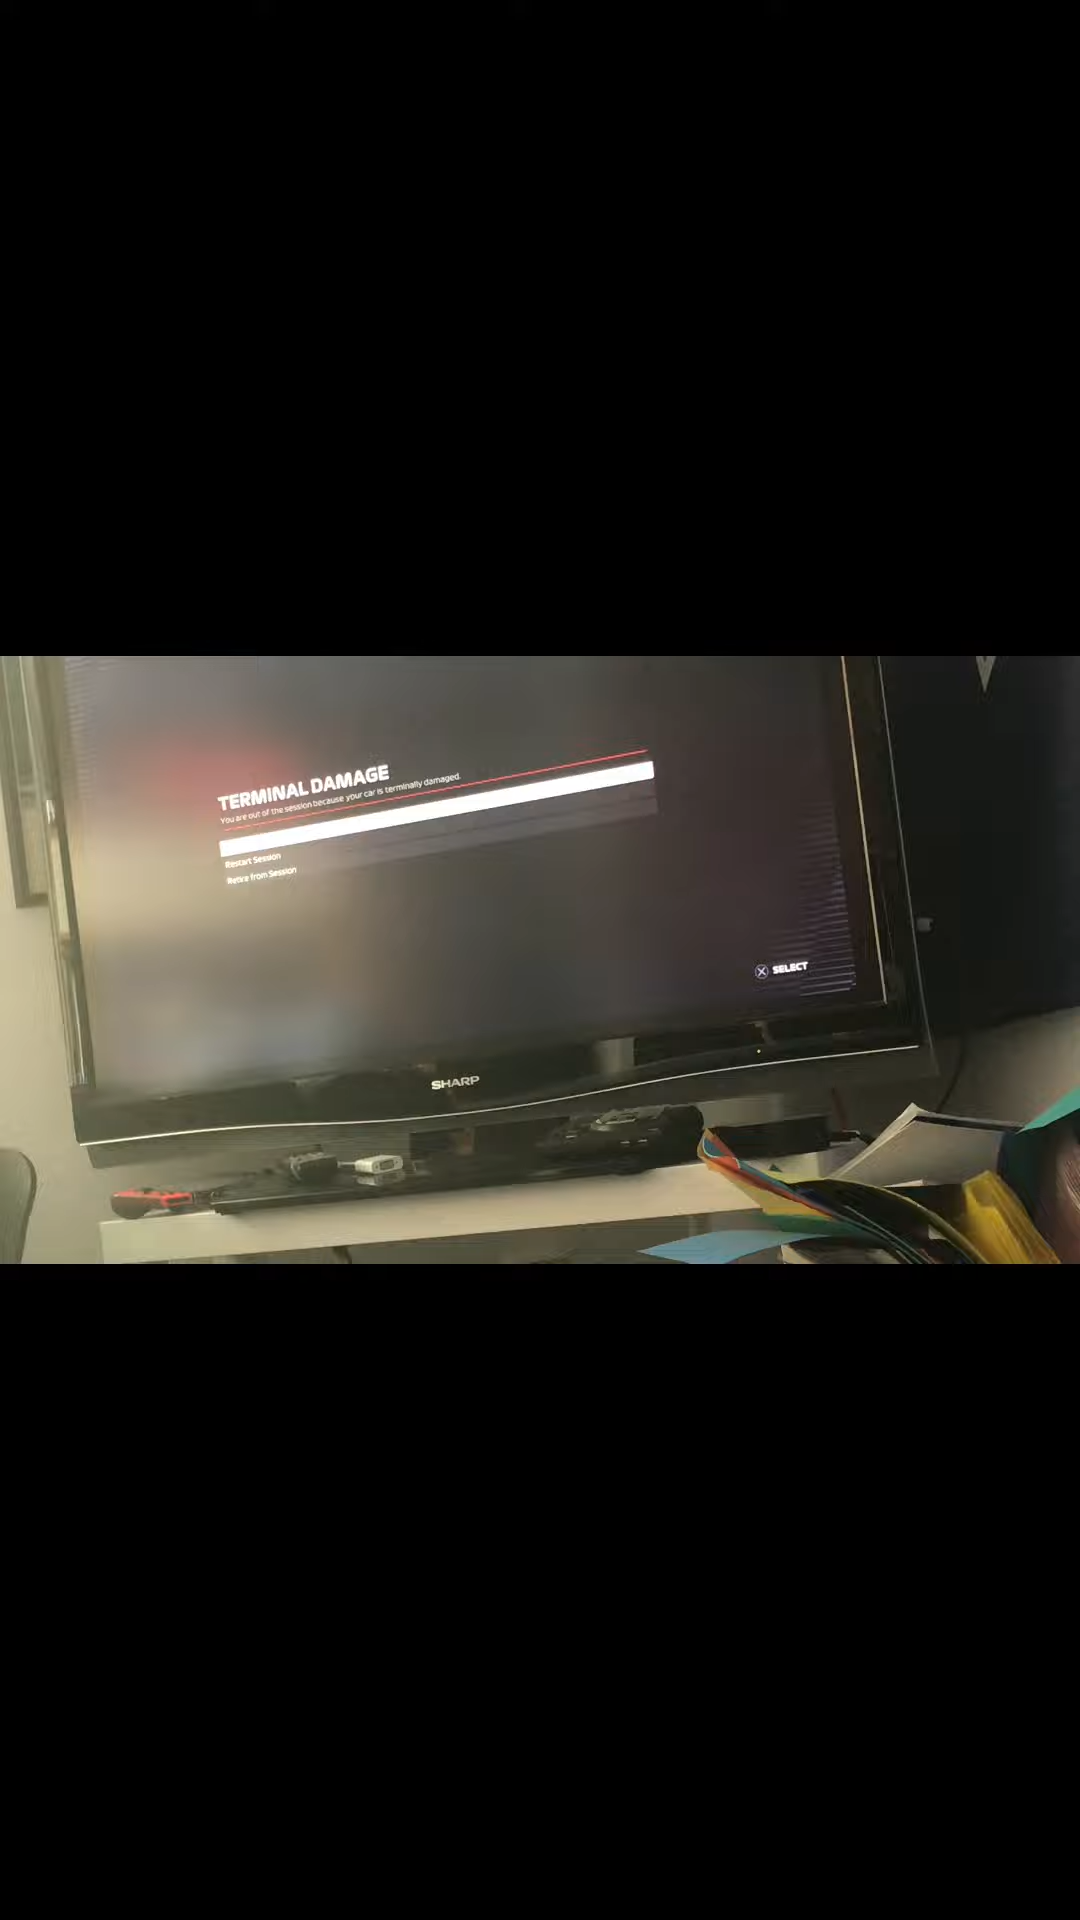 TERMINAL DAMAGE
You are out of the session because your car is terminally damaged.
Restart Session
Retire from Session
SELECT
SHARP